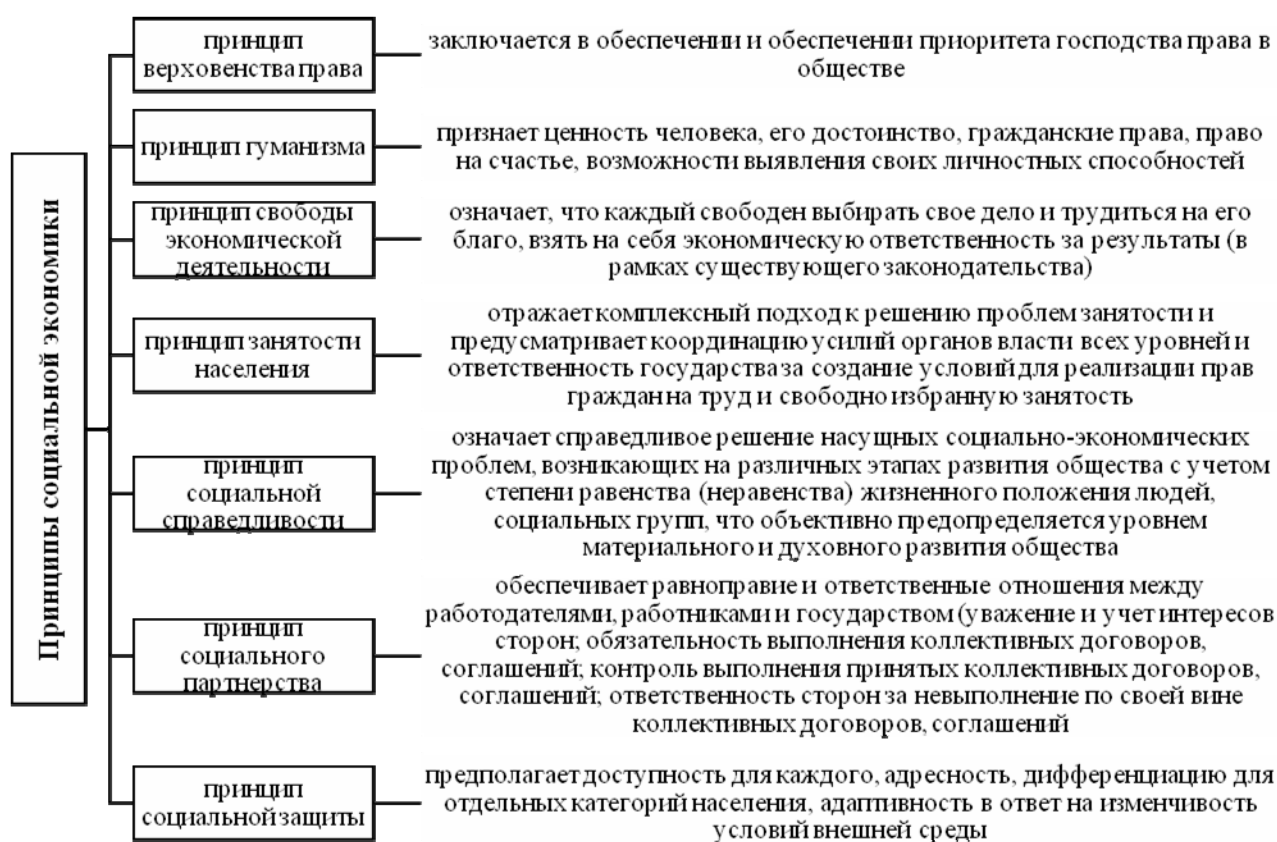 Принципы социальной экономики
принцип
верховенства права
заключается в обеспечении и обеспечении приоритета господства права в
обществе
принцип гуманизма
признает ценность человека, его достоинство, гражданские права, право
на счастье, возможности выявления своих личностных способностей
принцип свободы
экономической
деятельности
означает, что каждый свободен выбирать свое дело и трудиться на его
благо, взять на себя экономическую ответственность за результаты (в
рамках существующего законодательства)
принцип занятости
населения
отражает комплексный подход к решению проблем занятости и
предусматривает координацию усилий органов власти всех уровней и
ответственность государства за создание условий для реализации прав
граждан на труд и свободно избранную занятость
принцип
социальной
справедливости
означает справедливое решение насущных социально-экономических
проблем, возникающих на различных этапах развития общества с учетом
степени равенства (неравенства) жизненного положения людей,
социальных групп, что объективно предопределяется уровнем
материального и духовного развития общества
принцип
социального
партнерства
обеспечивает равноправие и ответственные отношения между
работодателями, работниками и государством (уважение и учет интересов
сторон; обязательность выполнения коллективных договоров,
соглашений; контроль выполнения принятых коллективных договоров,
соглашений; ответственность сторон за невыполнение по своей вине
коллективных договоров, соглашений
принцип
социальной защиты
предполагает доступность для каждого, адресность, дифференциацию для
отдельных категорий населения, адаптивность в ответ на изменчивость
условий внешней среды